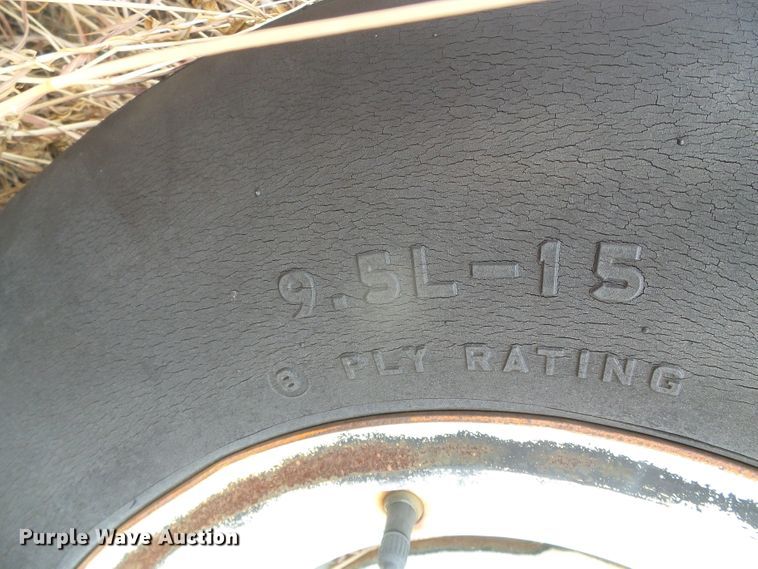 9.5L-15
8 PLY RATING
Purple Wave Auction